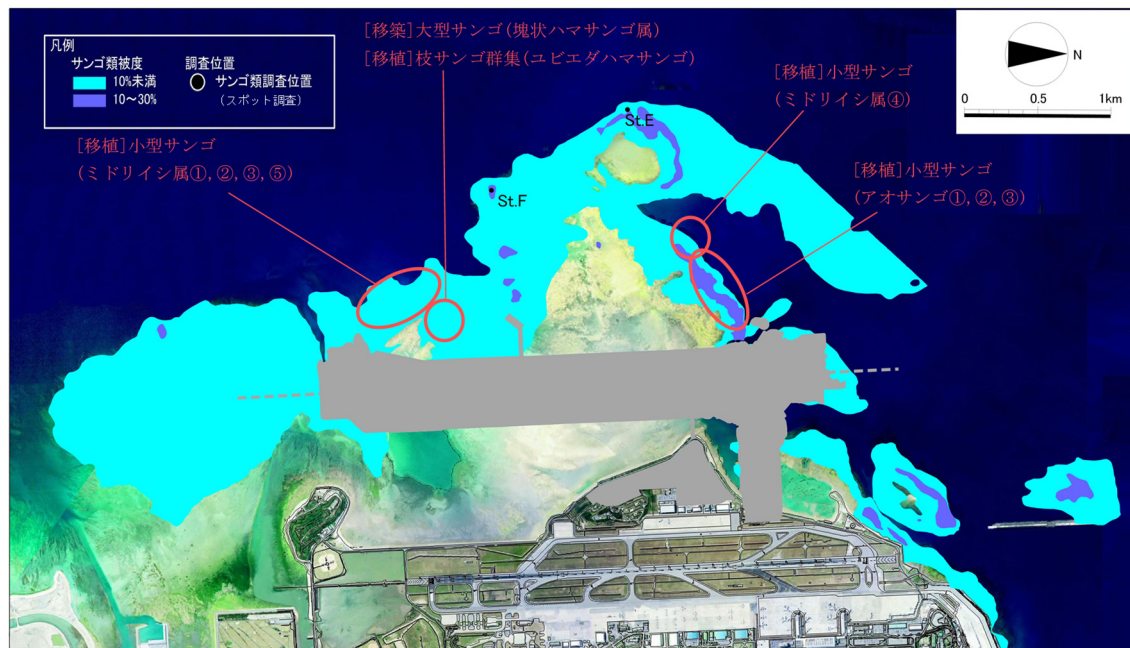 [移築]大型サンゴ(塊状ハマサンゴ属)
[移植]枝サンゴ群集(ユビエダハマサンゴ)
凡例
サンゴ類被度
10%未満
10～30%
調査位置
サンゴ類調査位置
(スポット調査)
N
0 0.5 1km
[移植]小型サンゴ
(ミドリイシ属④)
[移植]小型サンゴ
(ミドリイシ属①, ②, ③, ⑤)
[移植]小型サンゴ
(アオサンゴ①, ②, ③)
St.E
St.F